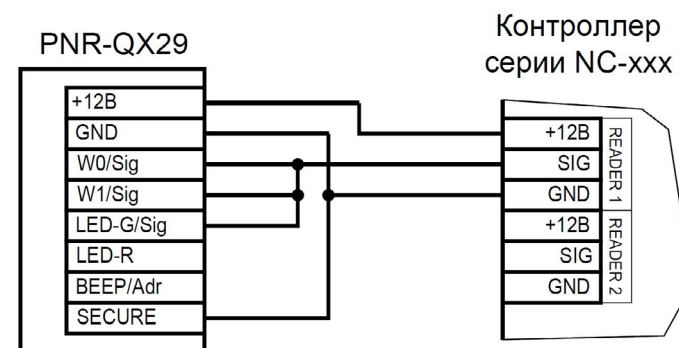 PNR-QX29
Контроллер
серии NC-xxx
+12В
GND
W0/Sig
W1/Sig
LED-G/Sig
LED-R
BEEP/Adr
SECURE
+12В
SIG
GND
READER 1
+12В
SIG
GND
READER 2